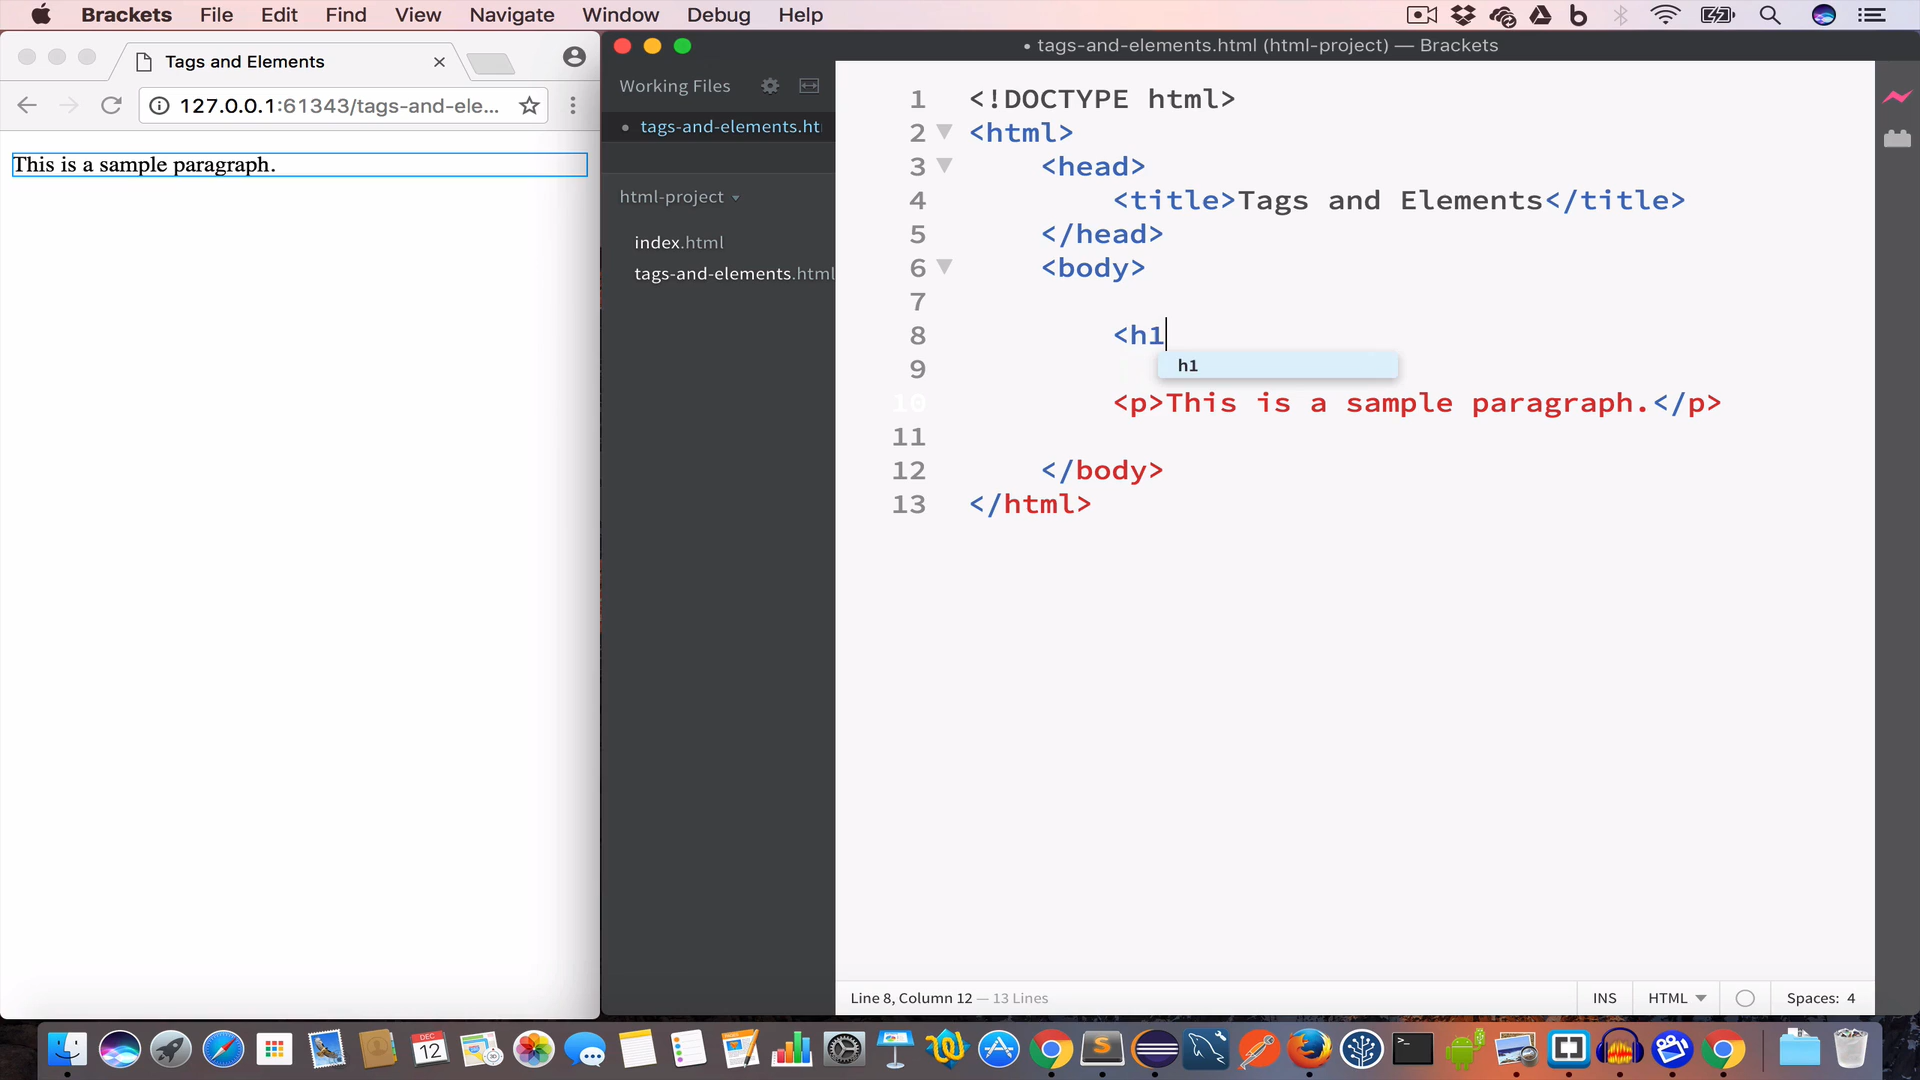 Brackets File Edit Find View Navigate Window Debug Help
Tags and Elements
127.0.0.1:61343/tags-and-ele...
This is a sample paragraph.
• tags-and-elements.html (html-project) — Brackets
Working Files
• tags-and-elements.ht
html-project
index.html
tags-and-elements.html
1 <!DOCTYPE html>
2 <html>
3 <head>
4 <title>Tags and Elements</title>
5 </head>
6 <body>
7
8 <h1
h1
9
10 <p>This is a sample paragraph.</p>
11
12 </body>
13 </html>
Line 8, Column 12 — 13 Lines
INS HTML Spaces: 4
DEC
12